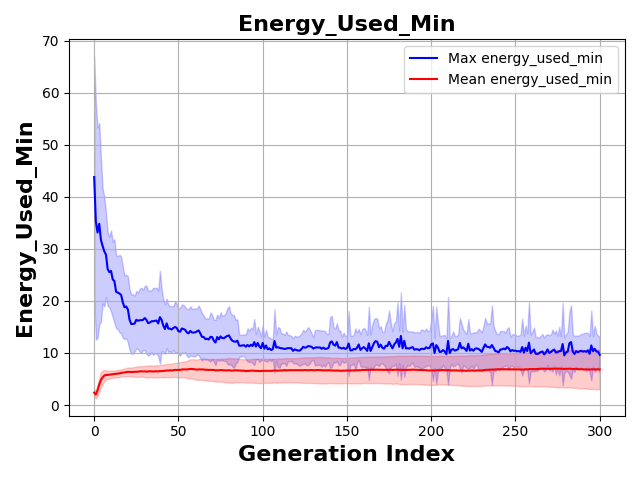 Energy_Used_Min
Max energy_used_min
Mean energy_used_min
70
60
50
40
30
20
10
0
Energy_Used_Min
0 50 100 150 200 250 300
Generation Index